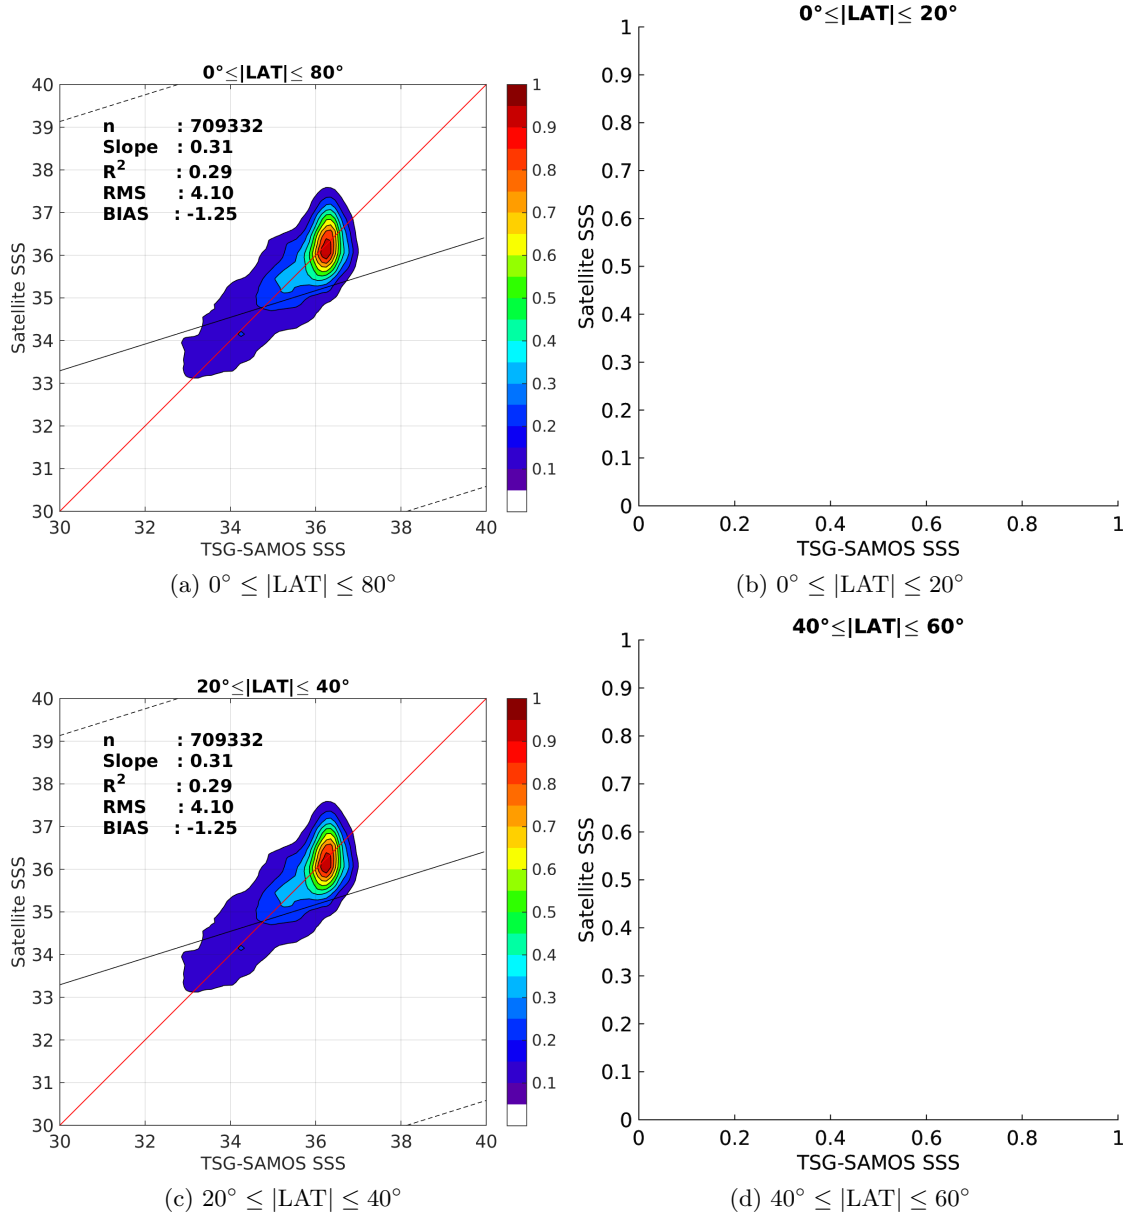 0°≤|LAT|≤ 80°
40
39
38
37
36
35
34
33
32
31
30
n : 709332
Slope : 0.31
R² : 0.29
RMS : 4.10
BIAS : -1.25
Satellite SSS
30 32 34 36 38 40
TSG-SAMOS SSS
1
0.9
0.8
0.7
0.6
0.5
0.4
0.3
0.2
0.1
(a) 0° ≤ |LAT| ≤ 80°
0°≤|LAT|≤ 20°
1
0.9
0.8
0.7
0.6
0.5
0.4
0.3
0.2
0.1
0
Satellite SSS
0 0.2 0.4 0.6 0.8 1
TSG-SAMOS SSS
(b) 0° ≤ |LAT| ≤ 20°
20°≤|LAT|≤ 40°
40
39
38
37
36
35
34
33
32
31
30
n : 709332
Slope : 0.31
R² : 0.29
RMS : 4.10
BIAS : -1.25
Satellite SSS
30 32 34 36 38 40
TSG-SAMOS SSS
1
0.9
0.8
0.7
0.6
0.5
0.4
0.3
0.2
0.1
(c) 20° ≤ |LAT| ≤ 40°
40°≤|LAT|≤ 60°
1
0.9
0.8
0.7
0.6
0.5
0.4
0.3
0.2
0.1
0
Satellite SSS
0 0.2 0.4 0.6 0.8 1
TSG-SAMOS SSS
(d) 40° ≤ |LAT| ≤ 60°